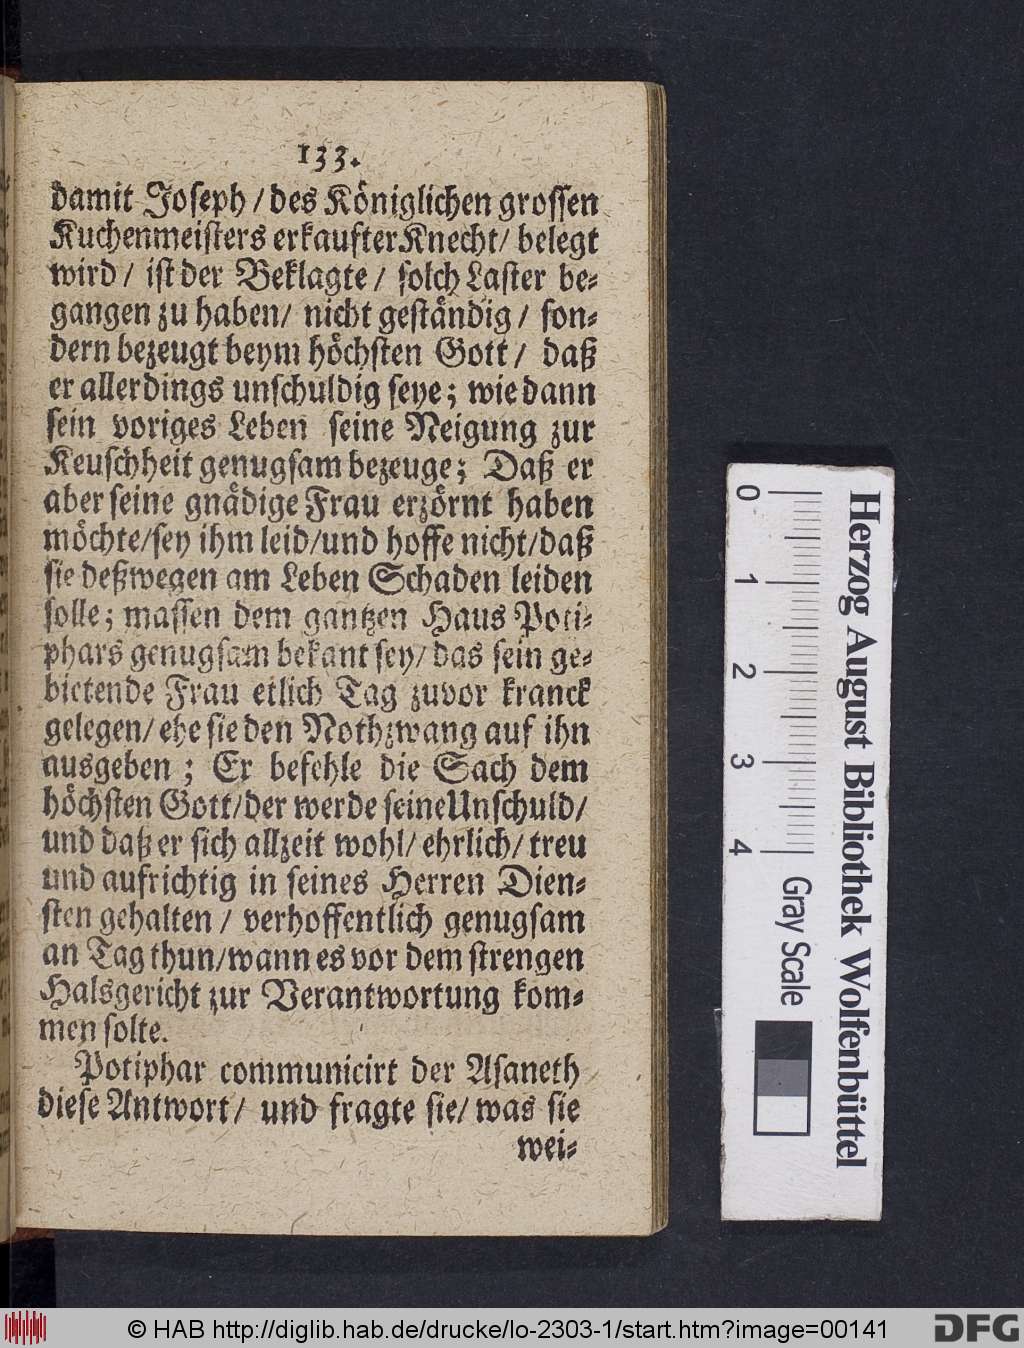 133.
damit Joseph / des Königlichen grossen
Kuchenmeisters erkaufter Knecht / belegt
wird / ist der Beklagte / solch Laster be-
gangen zu haben / nicht geständig / son-
dern bezeugt beym höchsten Gott / daß
er allerdings unschuldig seye; wie dann
sein voriges Leben seine Neigung zur
Keuschheit genugsam bezeuge; Daß er
aber seine gnädige Frau erzörnt haben
möchte / sey ihm leid / und hoffe nicht / daß
sie deßwegen am Leben Schaden leiden
solle; massen dem gantzen Haus Poti-
phars genugsam bekant sey / das sein ge-
bietende Frau etlich Tag zuvor kranck
gelegen / ehe sie den Nothzwang auf ihn
ausgeben ; Er befehle die Sach dem
höchsten Gott / der werde seine Unschuld /
und daß er sich allzeit wohl / ehrlich / treu
und aufrichtig in seines Herren Dien-
sten gehalten / verhoffentlich genugsam
an Tag thun / wann es vor dem strengen
Halsgericht zur Verantwortung kom-
men solte.
Potiphar communicirt der Asaneth
diese Antwort / und fragte sie / was sie
wei-
Herzog August Bibliothek Wolfenbüttel
0 1 2 3 4 Gray Scale
© HAB http://diglib.hab.de/drucke/lo-2303-1/start.htm?image=00141
DFG